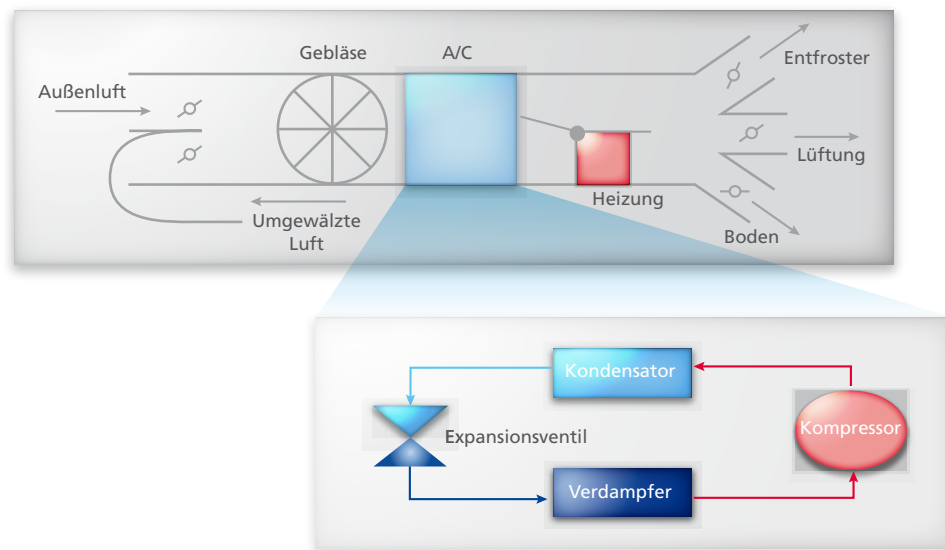 Gebläse
A/C
Entfroster
Außenluft
Lüftung
Heizung
Umgewälzte
Luft
Boden
Kondensator
Kompressor
Expansionsventil
Verdampfer